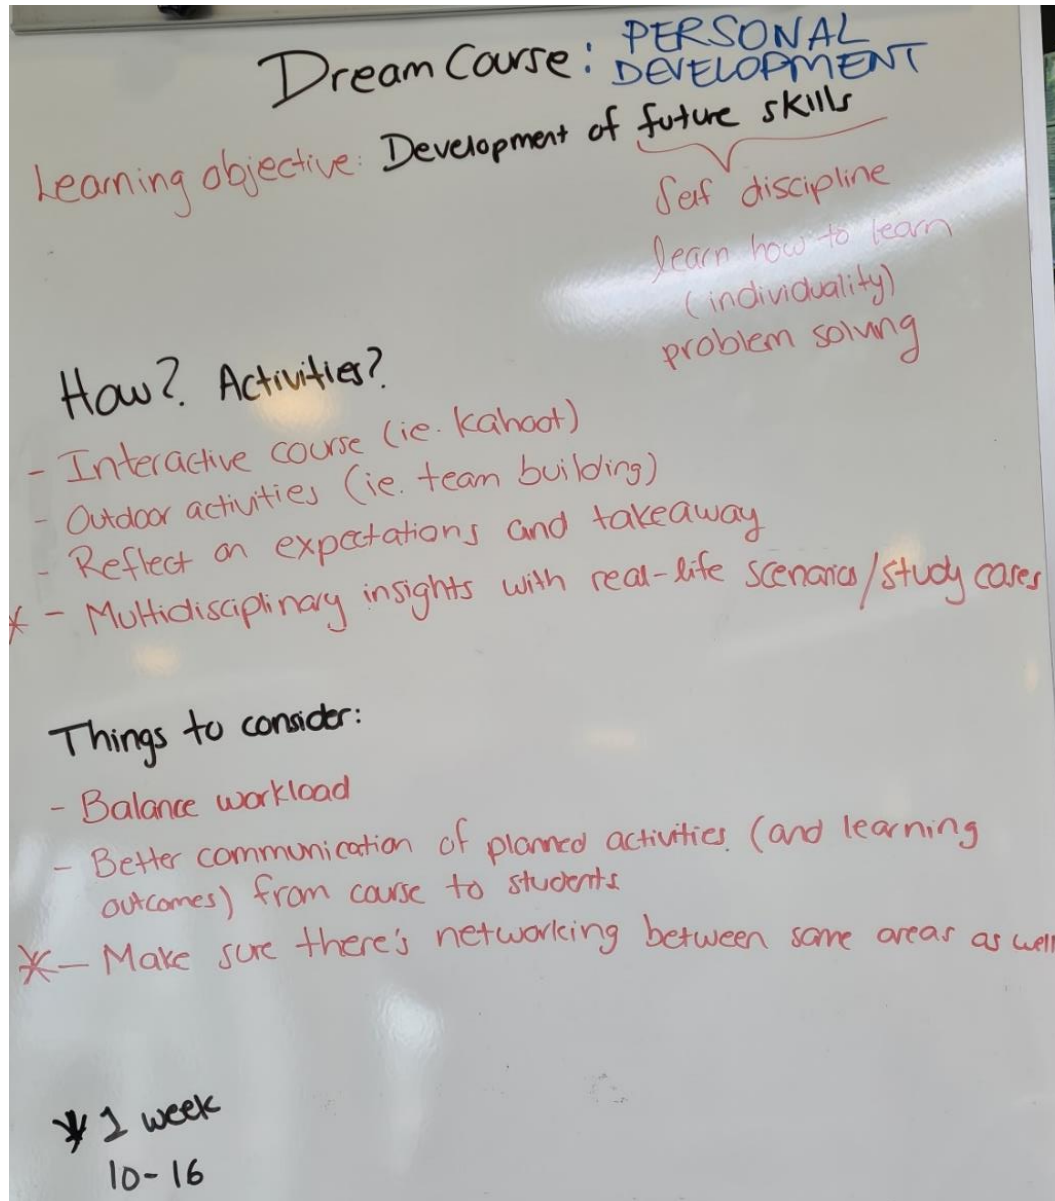 Dream Course: PERSONAL
DEVELOPMENT
Learning objective: Development of future skills
Self discipline
learn how to learn
(individuality)
problem solving
How? Activities?
- Interactive course (ie. kahoot)
- Outdoor activities (ie. team building)
- Reflect on expectations and takeaway
* - Multidisciplinary insights with real-life scenarios/study cases
Things to consider:
- Balance workload
- Better communication of planned activities (and learning
outcomes) from course to students
* - Make sure there's networking between same areas as well
* 1 week
10-16